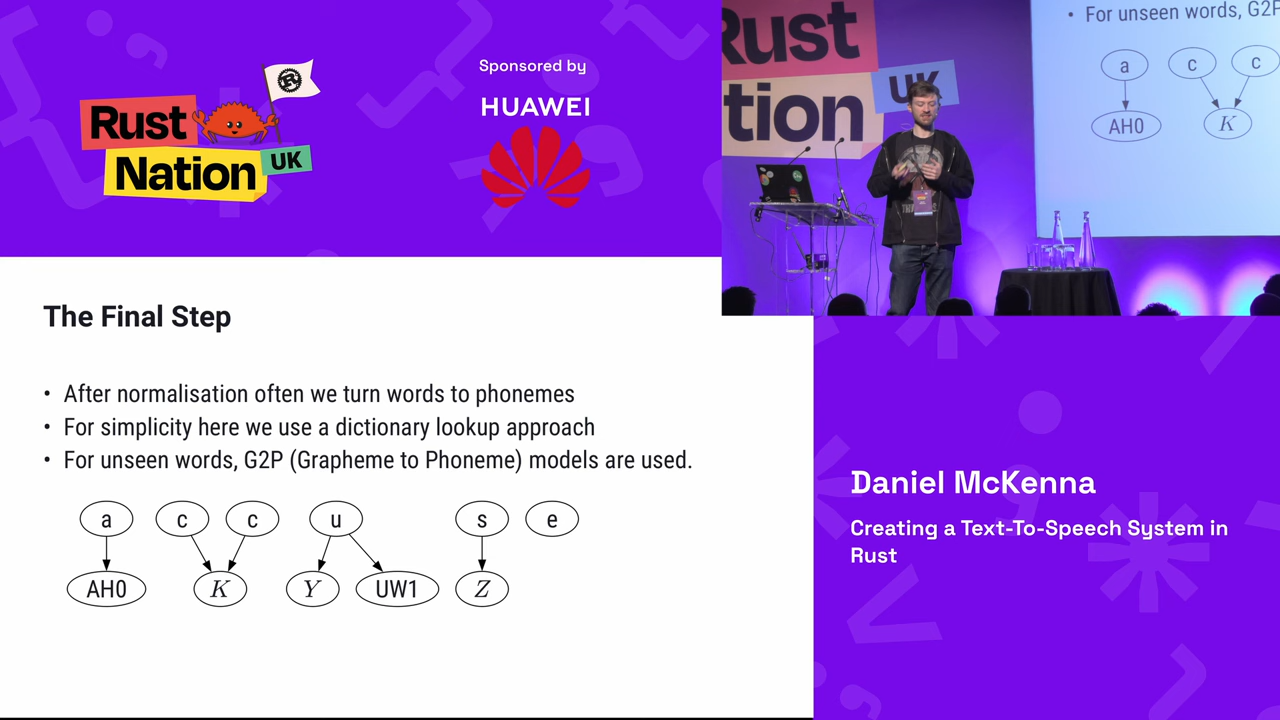 Rust
Nation
UK
Sponsored by
HUAWEI
Rust
Nation
UK
• For unseen words, G2P
a c c
AH0 K
The Final Step
• After normalisation often we turn words to phonemes
• For simplicity here we use a dictionary lookup approach
• For unseen words, G2P (Grapheme to Phoneme) models are used.
a c c u s e
AH0 K Y UW1 Z
Daniel McKenna
Creating a Text-To-Speech System in
Rust